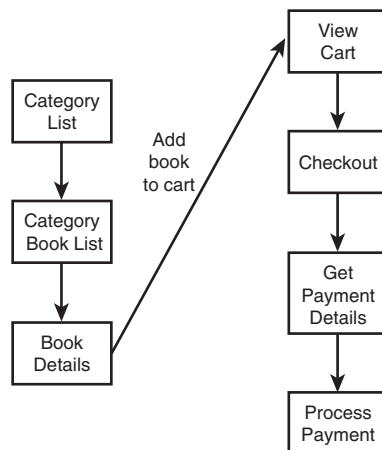 Category
List
Category
Book List
Book
Details
Add
book
to cart
View
Cart
Checkout
Get
Payment
Details
Process
Payment